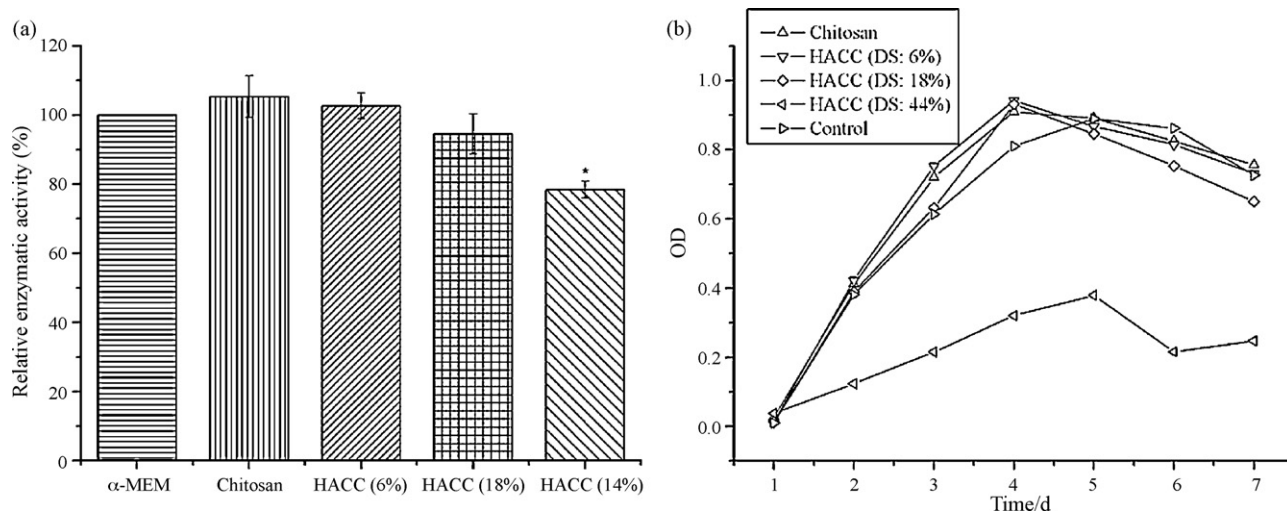 (a)
Relative enzymatic activity (%)
120
100
80
60
40
20
0
*
α-MEM Chitosan HACC (6%) HACC (18%) HACC (14%)
(b)
Chitosan
HACC (DS: 6%)
HACC (DS: 18%)
HACC (DS: 44%)
Control
OD
1.0
0.8
0.6
0.4
0.2
0.0
1 2 3 4 5 6 7
Time/d